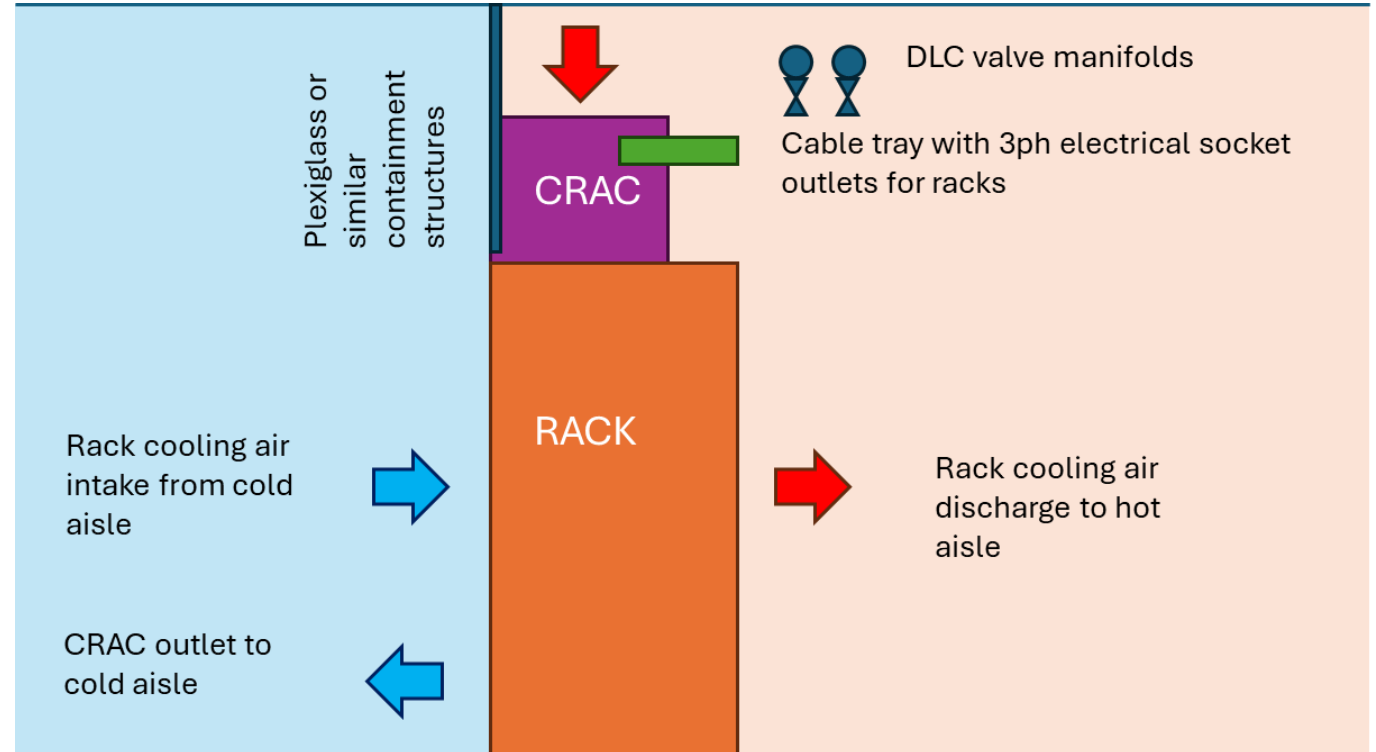 Plexiglass or
similar
containment
structures
DLC valve manifolds
Cable tray with 3ph electrical socket
outlets for racks
CRAC
RACK
Rack cooling air
intake from cold
aisle
Rack cooling air
discharge to hot
aisle
CRAC outlet to
cold aisle